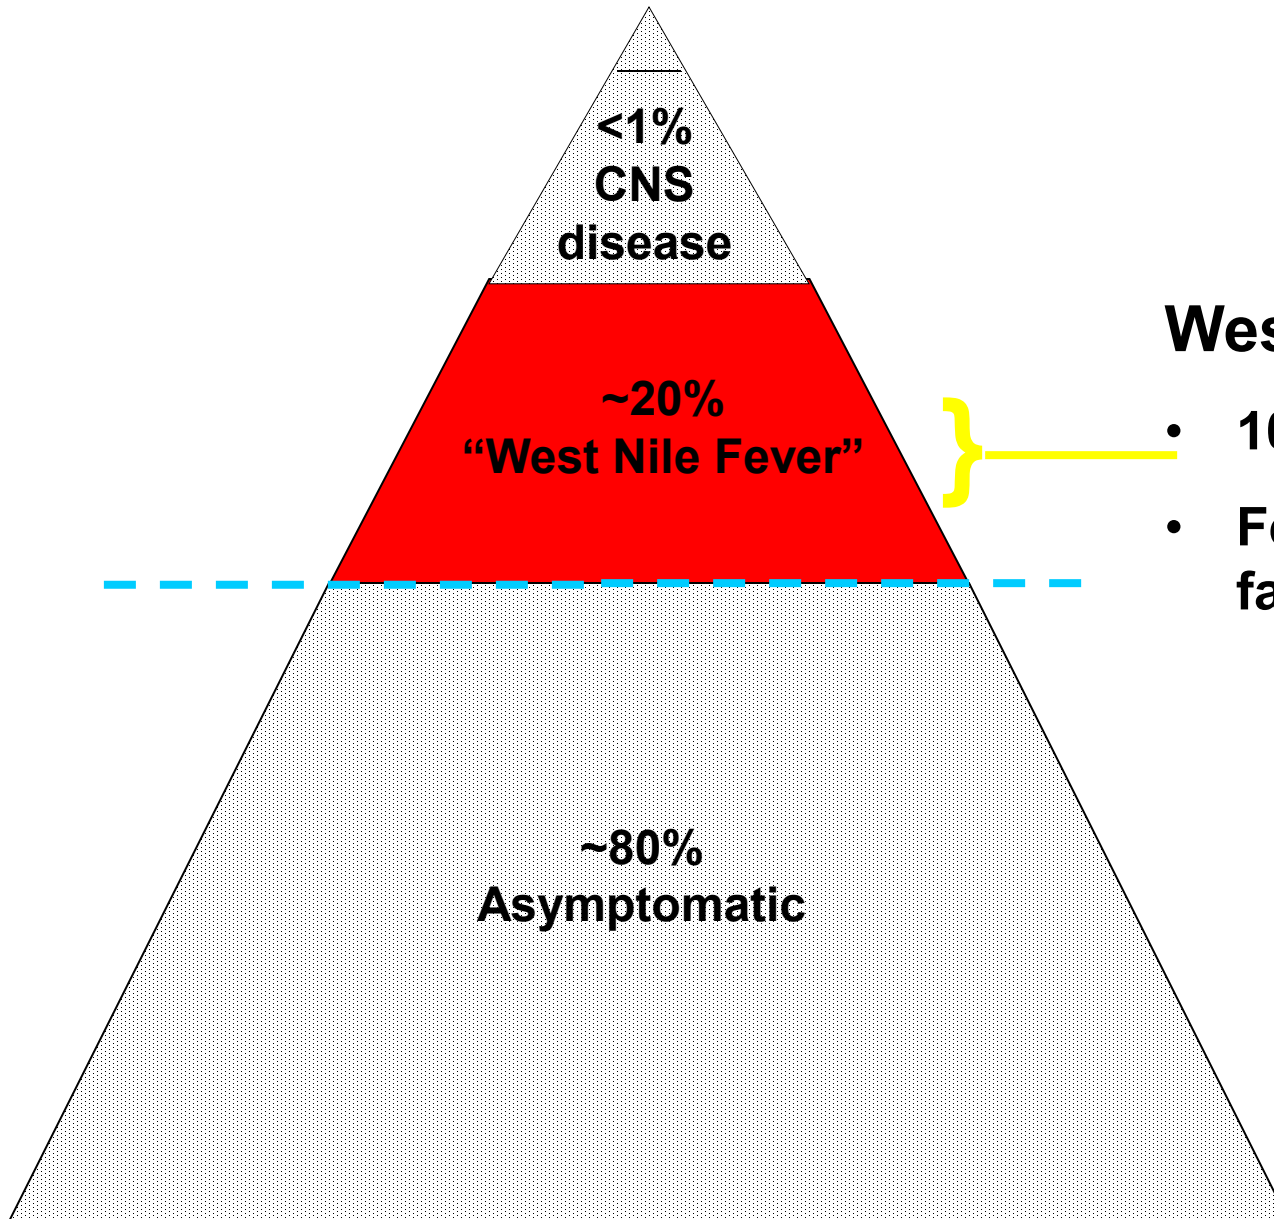 <1%
CNS
disease
~20%
“West Nile Fever”
~80%
Asymptomatic
•
•